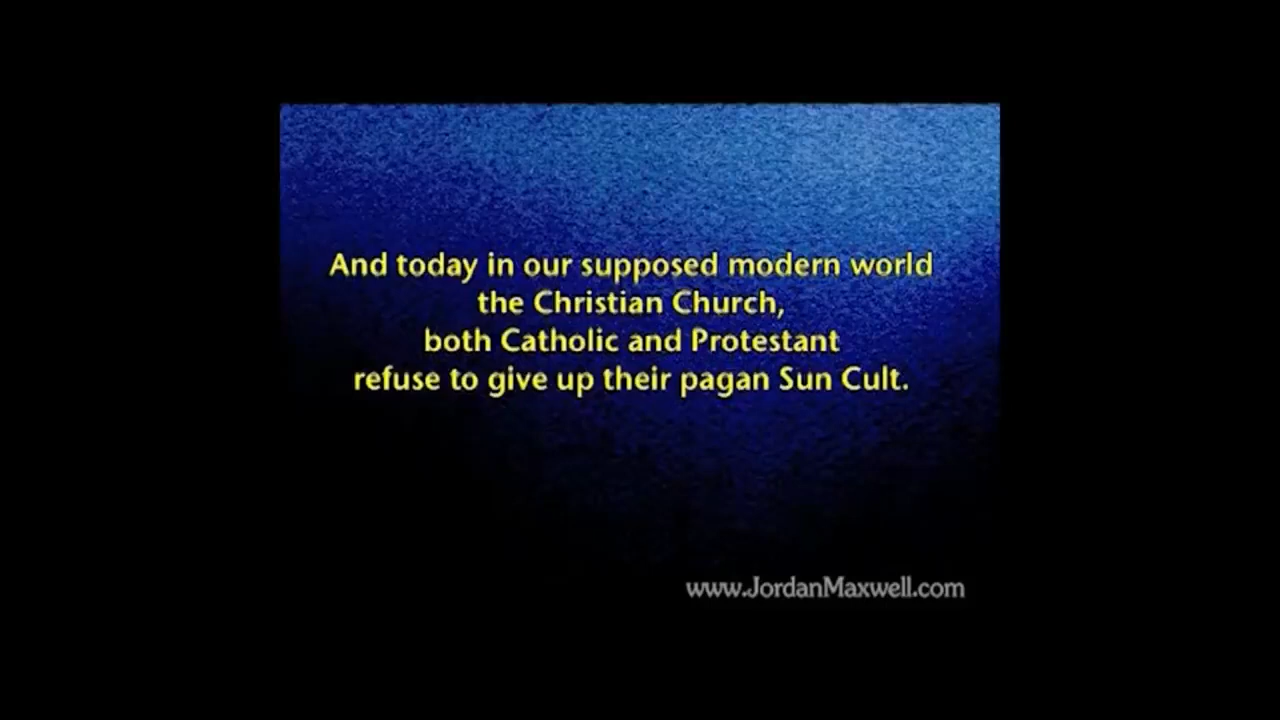 And today in our supposed modern world
the Christian Church,
both Catholic and Protestant
refuse to give up their pagan Sun Cult.
www.JordanMaxwell.com